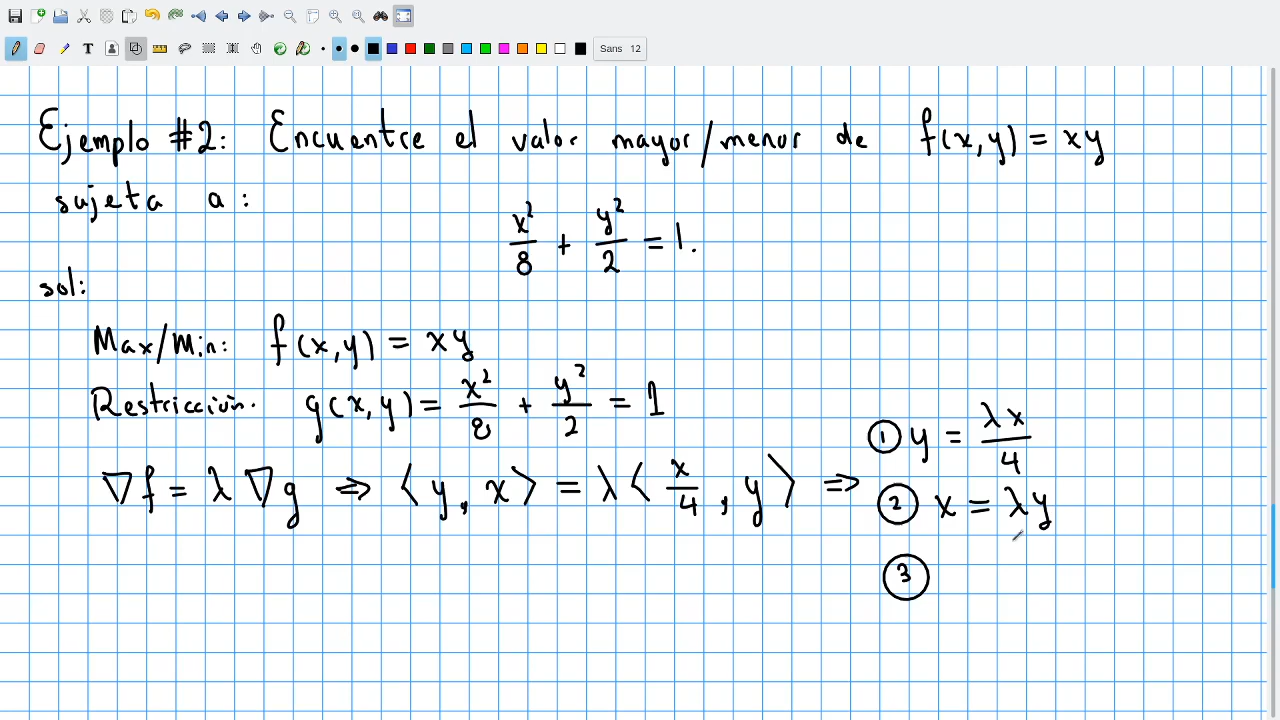 Sans 12
Ejemplo #2: Encuentre el valor mayor/menor de f(x,y) = xy
sujeta a:
x²/8 + y²/2 = 1.
sol:
Max/Min: f(x,y) = xy
Restricción. g(x,y) = x²/8 + y²/2 = 1
∇f = λ∇g ⇒ ⟨y, x⟩ = λ⟨x/4, y⟩ ⇒
① y = λx/4
② x = λy
③